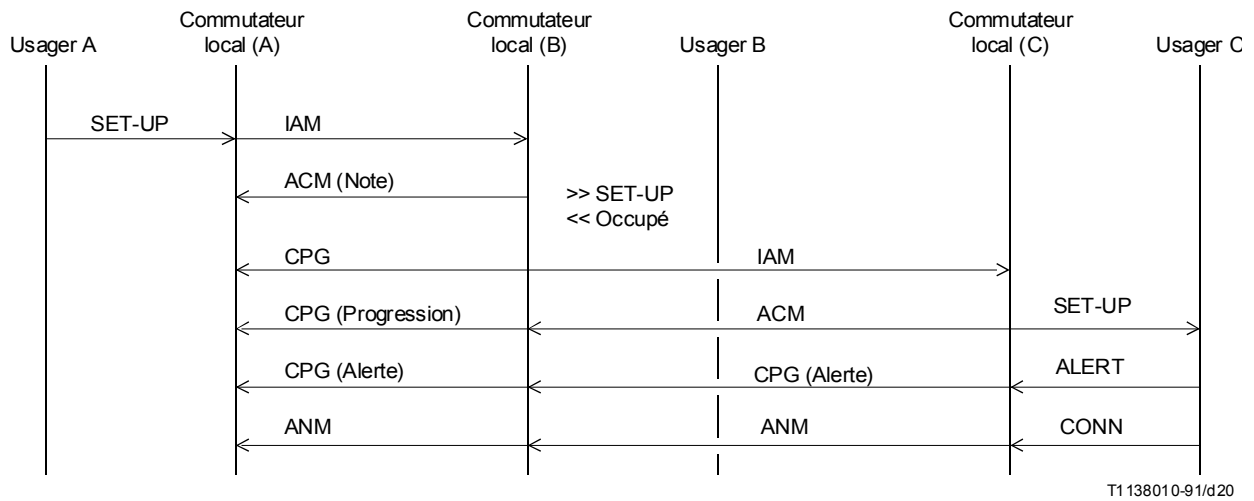 Usager A
Commutateur
local (A)
Commutateur
local (B)
Usager B
Commutateur
local (C)
Usager C
SET-UP
IAM
ACM (Note)
>> SET-UP
<< Occupé
CPG
IAM
CPG (Progression)
ACM
SET-UP
CPG (Alerte)
CPG (Alerte)
ALERT
ANM
ANM
CONN
T1138010-91/d20